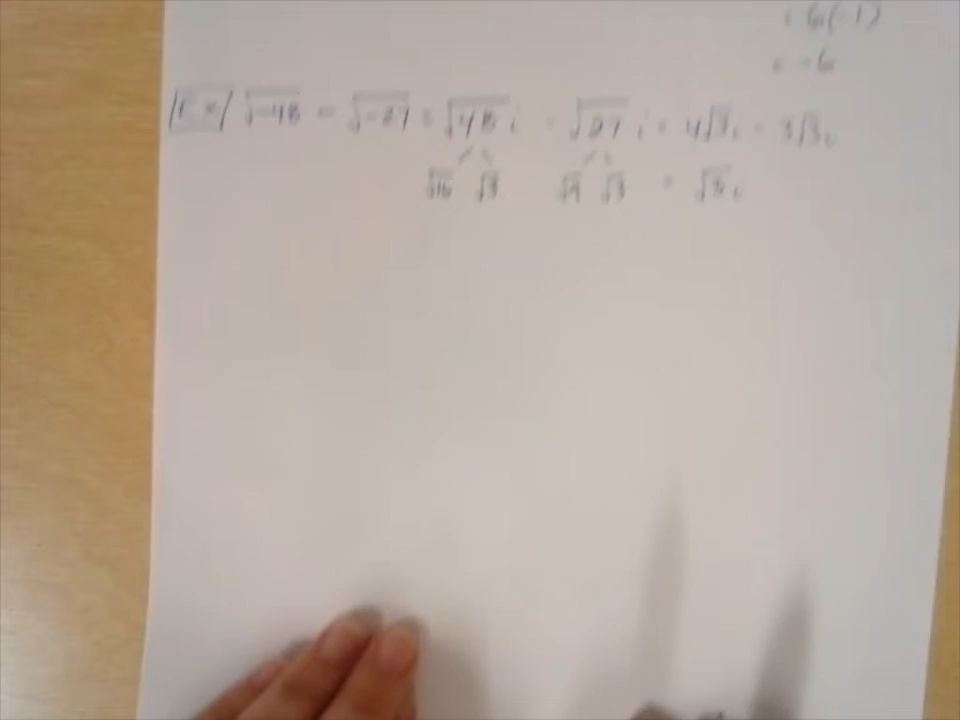 = 6(-1)
= -6
Ex √-48 - √-27 = √48 i - √27 i = 4√3 i - 3√3 i
√16 √3 √9 √3 = √3 i